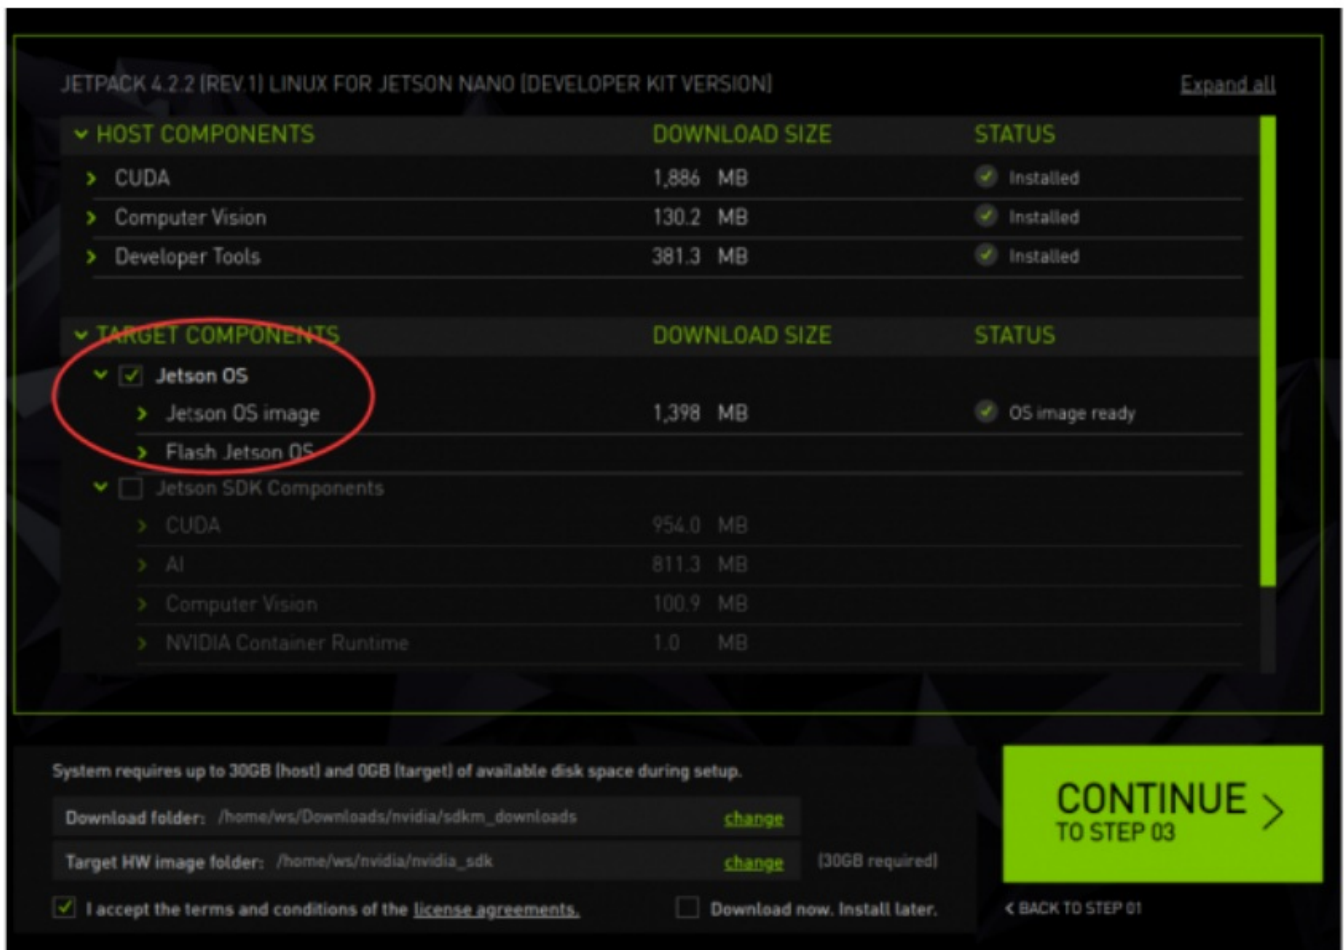 JETPACK 4.2.2 (REV.1) LINUX FOR JETSON NANO [DEVELOPER KIT VERSION] Expand all
HOST COMPONENTS DOWNLOAD SIZE STATUS
CUDA 1,886 MB Installed
Computer Vision 130.2 MB Installed
Developer Tools 381.3 MB Installed
TARGET COMPONENTS DOWNLOAD SIZE STATUS
Jetson OS
Jetson OS image 1,398 MB OS image ready
Flash Jetson OS
Jetson SDK Components
CUDA 954.0 MB
AI 811.3 MB
Computer Vision 100.9 MB
NVIDIA Container Runtime 1.0 MB
System requires up to 30GB (host) and 0GB (target) of available disk space during setup.
Download folder: /home/ws/Downloads/nvidia/sdkm_downloads change
Target HW image folder: /home/ws/nvidia/nvidia_sdk change (30GB required)
I accept the terms and conditions of the license agreements. Download now. Install later.
CONTINUE >
TO STEP 03
< BACK TO STEP 01